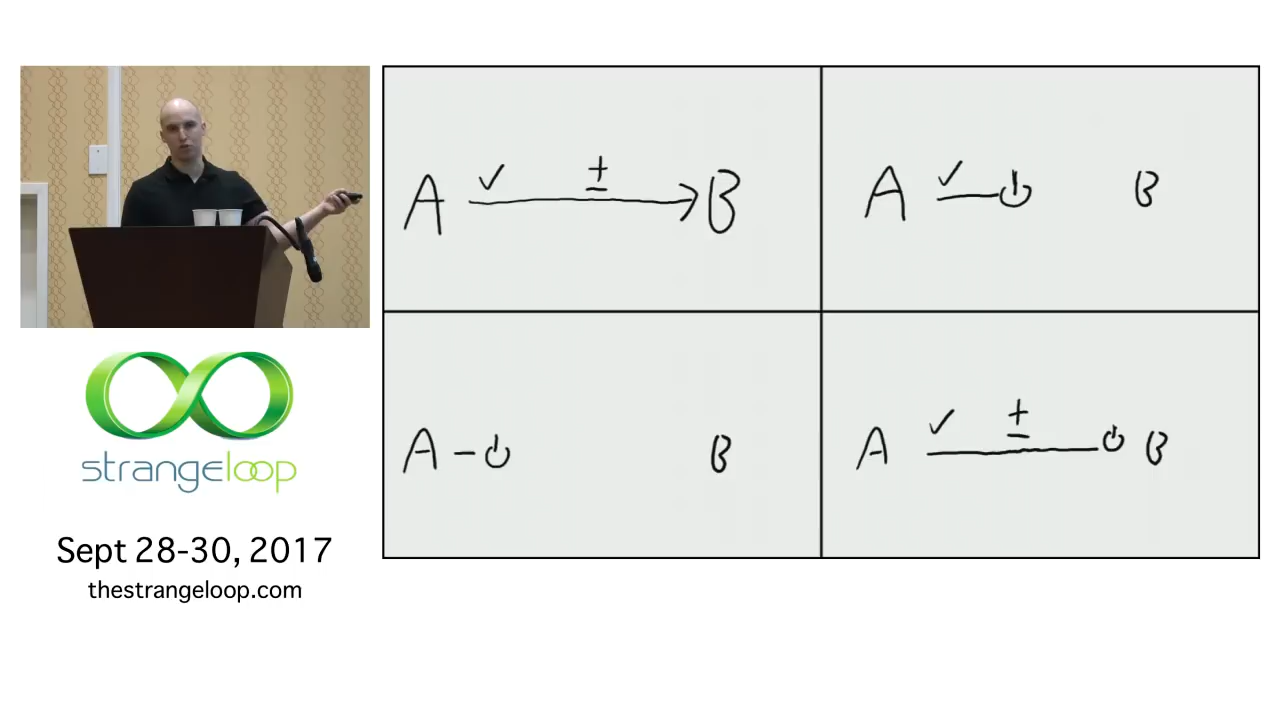 A ✓ ± B
A ✓ B
A B
A ✓ ± B
strangeloop
Sept 28-30, 2017
thestrangeloop.com